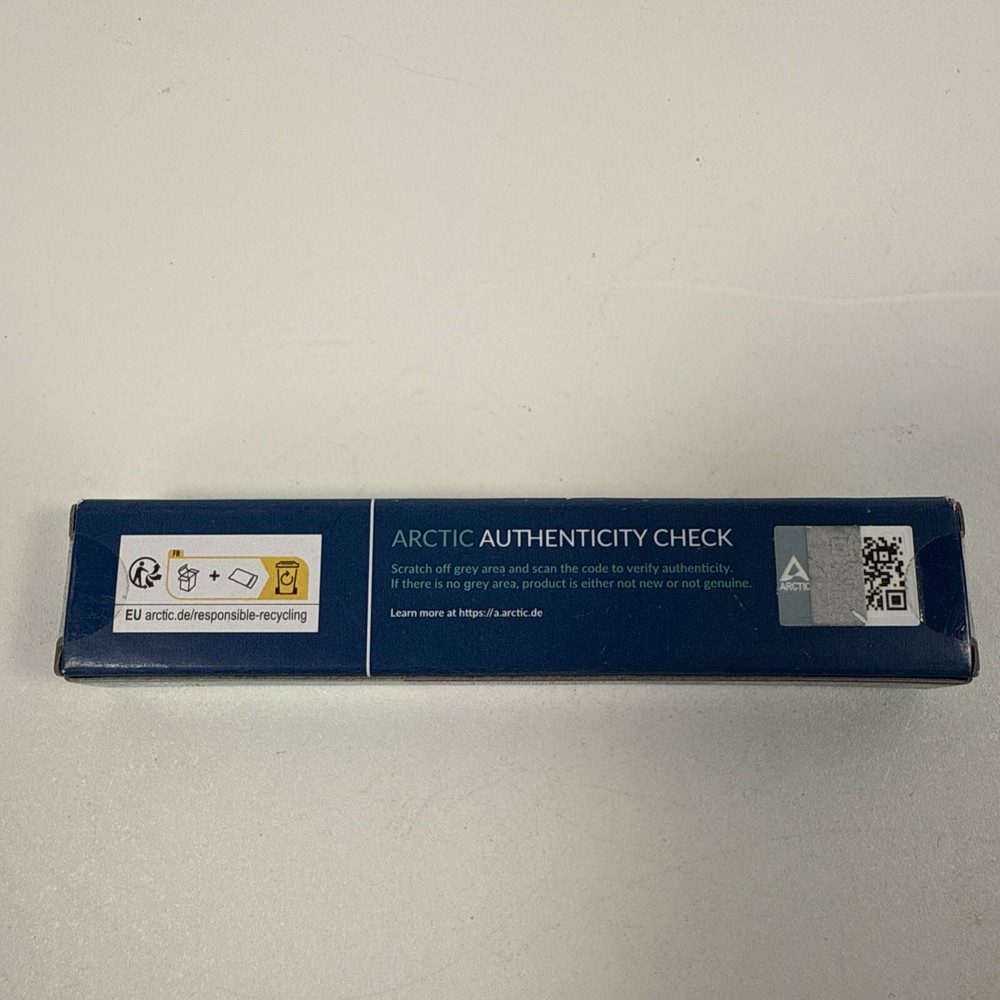 FR
+
EU arctic.de/responsible-recycling
ARCTIC AUTHENTICITY CHECK
Scratch off grey area and scan the code to verify authenticity.
If there is no grey area, product is either not new or not genuine.
Learn more at https://a.arctic.de
ARCTIC